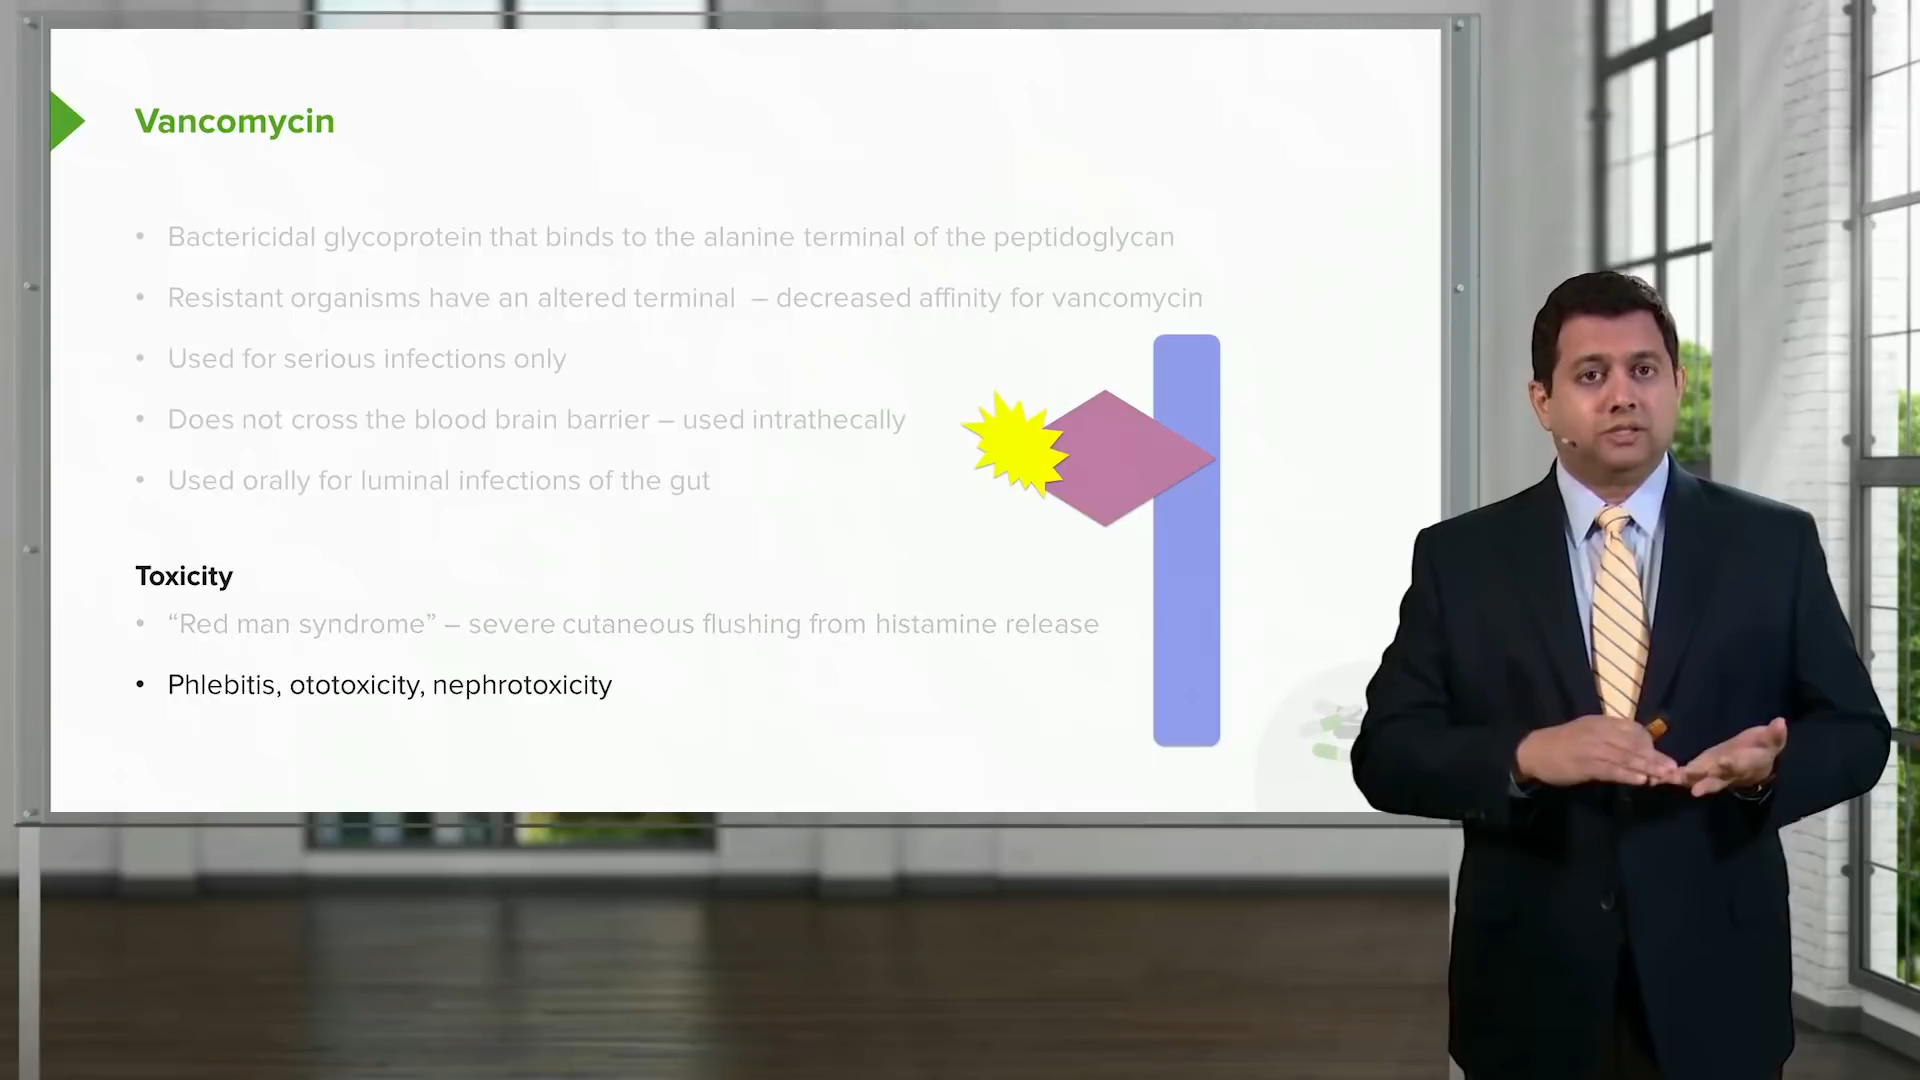 Vancomycin
• Bactericidal glycoprotein that binds to the alanine terminal of the peptidoglycan
• Resistant organisms have an altered terminal – decreased affinity for vancomycin
• Used for serious infections only
• Does not cross the blood brain barrier – used intrathecally
• Used orally for luminal infections of the gut
Toxicity
• “Red man syndrome” – severe cutaneous flushing from histamine release
• Phlebitis, ototoxicity, nephrotoxicity